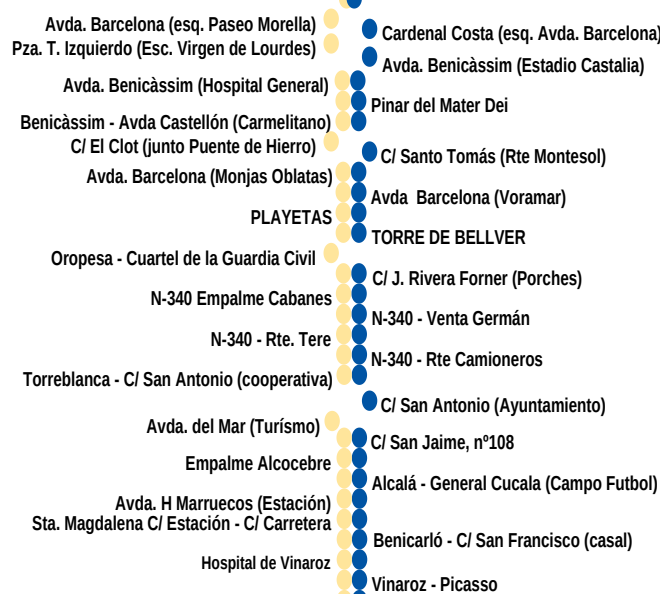 Avda. Barcelona (esq. Paseo Morella)
Cardenal Costa (esq. Avda. Barcelona)
Pza. T. Izquierdo (Esc. Virgen de Lourdes)
Avda. Benicàssim (Estadio Castalia)
Avda. Benicàssim (Hospital General)
Pinar del Mater Dei
Benicàssim - Avda Castellón (Carmelitano)
C/ El Clot (junto Puente de Hierro)
C/ Santo Tomás (Rte Montesol)
Avda. Barcelona (Monjas Oblatas)
Avda Barcelona (Voramar)
PLAYETAS
TORRE DE BELLVER
Oropesa - Cuartel de la Guardia Civil
C/ J. Rivera Forner (Porches)
N-340 Empalme Cabanes
N-340 - Venta Germán
N-340 - Rte. Tere
N-340 - Rte Camioneros
Torreblanca - C/ San Antonio (cooperativa)
C/ San Antonio (Ayuntamiento)
Avda. del Mar (Turísmo)
C/ San Jaime, nº108
Empalme Alcocebre
Alcalá - General Cucala (Campo Futbol)
Avda. H Marruecos (Estación)
Sta. Magdalena C/ Estación - C/ Carretera
Benicarló - C/ San Francisco (casal)
Hospital de Vinaroz
Vinaroz - Picasso